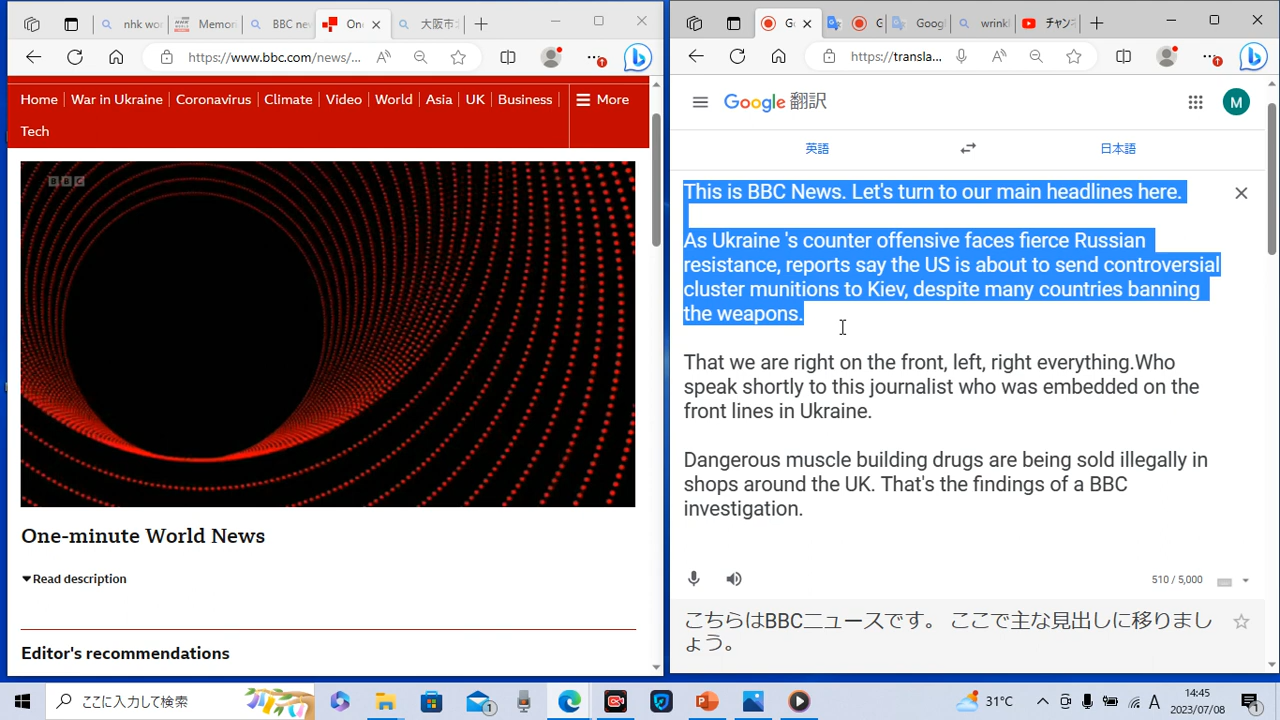 nhk wor
Memor
BBC ne
On
大阪市:
G
G
Goog
wrinkl
チャンネ
https://www.bbc.com/news/...
https://transla...
Home
War in Ukraine
Coronavirus
Climate
Video
World
Asia
UK
Business
More
Tech
BBC
One-minute World News
Read description
Editor's recommendations
Google 翻訳
M
英語
日本語
This is BBC News. Let's turn to our main headlines here.
As Ukraine 's counter offensive faces fierce Russian
resistance, reports say the US is about to send controversial
cluster munitions to Kiev, despite many countries banning
the weapons.
That we are right on the front, left, right everything.Who
speak shortly to this journalist who was embedded on the
front lines in Ukraine.
Dangerous muscle building drugs are being sold illegally in
shops around the UK. That's the findings of a BBC
investigation.
510 / 5,000
こちらはBBCニュースです。 ここで主な見出しに移りまし
ょう。
ここに入力して検索
31°C
A
14:45
2023/07/08